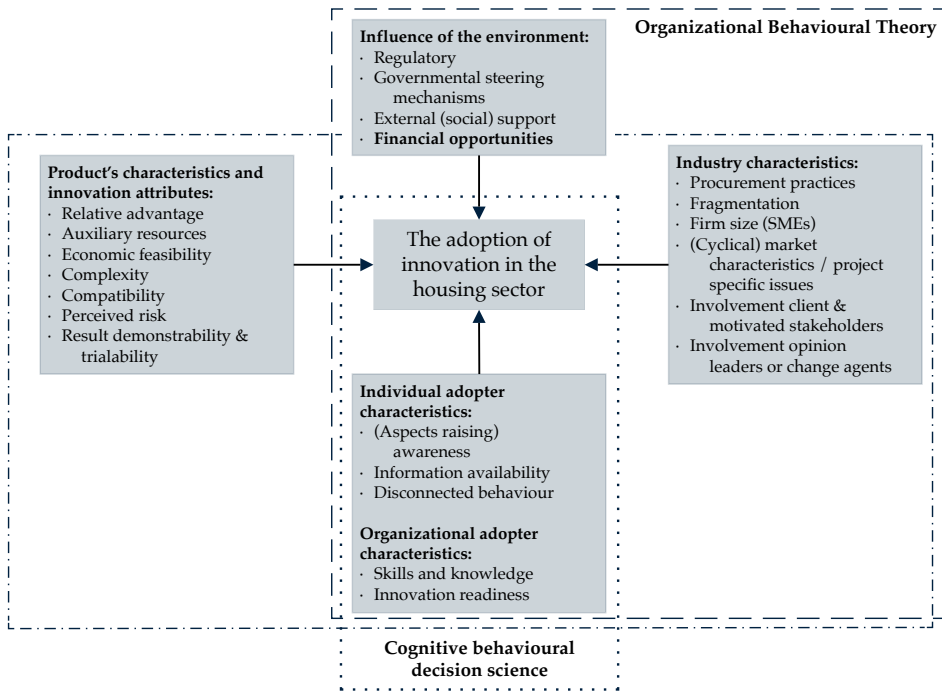 Organizational Behavioural Theory
Influence of the environment:
· Regulatory
· Governmental steering
mechanisms
· External (social) support
· Financial opportunities
Product's characteristics and
innovation attributes:
· Relative advantage
· Auxiliary resources
· Economic feasibility
· Complexity
· Compatibility
· Perceived risk
· Result demonstrability &
trialability
The adoption of
innovation in the
housing sector
Industry characteristics:
· Procurement practices
· Fragmentation
· Firm size (SMEs)
· (Cyclical) market
characteristics / project
specific issues
· Involvement client &
motivated stakeholders
· Involvement opinion
leaders or change agents
Individual adopter
characteristics:
· (Aspects raising)
awareness
· Information availability
· Disconnected behaviour
Organizational adopter
characteristics:
· Skills and knowledge
· Innovation readiness
Cognitive behavioural
decision science